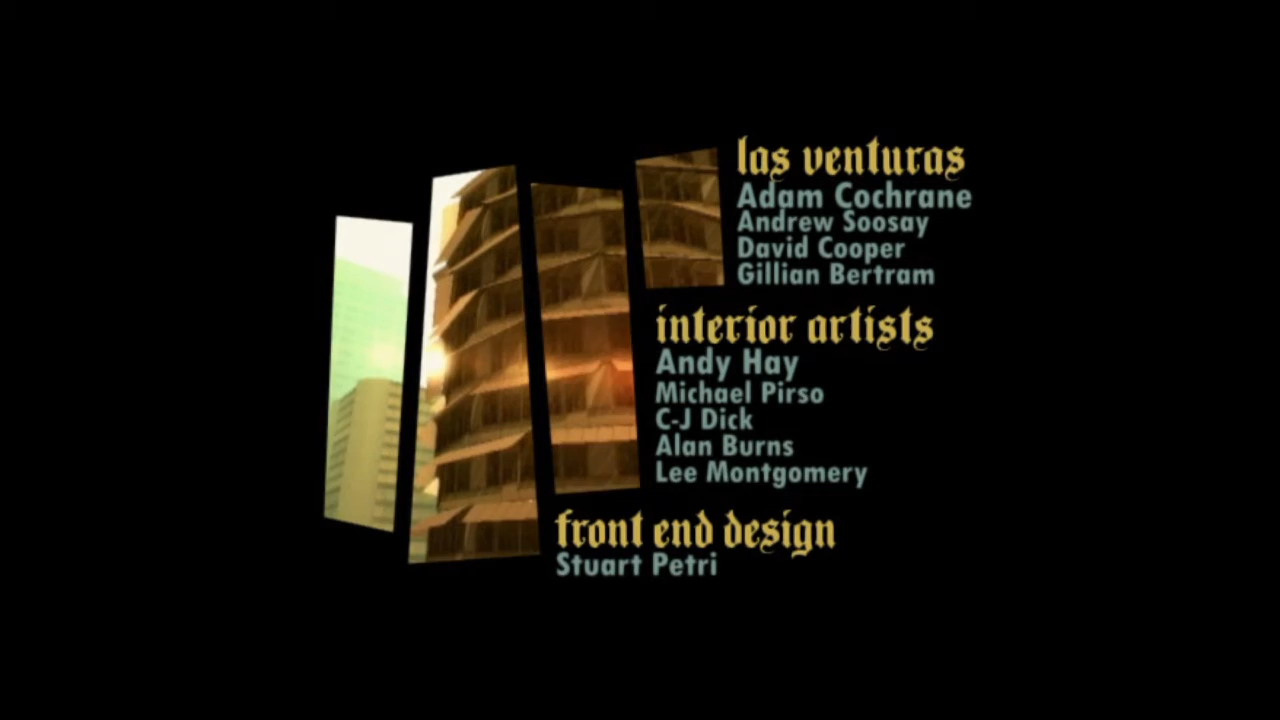 las venturas
Adam Cochrane
Andrew Soosay
David Cooper
Gillian Bertram
interior artists
Andy Hay
Michael Pirso
C-J Dick
Alan Burns
Lee Montgomery
front end design
Stuart Petri